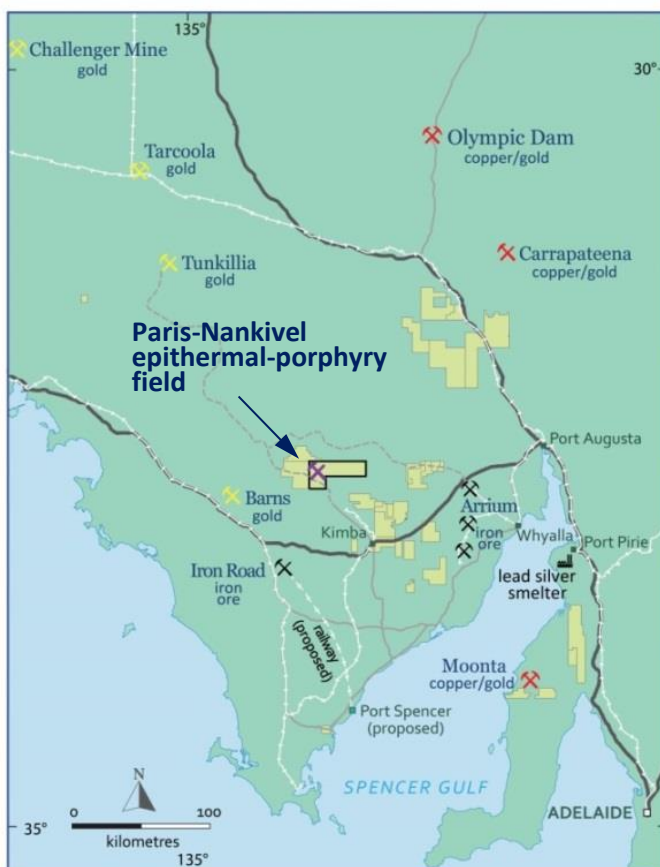 135°
Challenger Mine
gold
30°
Olympic Dam
copper/gold
Tarcoola
gold
Tunkillia
gold
Carrapateena
copper/gold
Paris-Nankivel
epithermal-porphyry
field
Port Augusta
Barns
gold
Kimba
Arrium
iron
ore
Whyalla
Port Pirie
lead silver
smelter
Iron Road
iron
ore
railway
(proposed)
Moonta
copper/gold
Port Spencer
(proposed)
SPENCER GULF
N
0 100
kilometres
ADELAIDE
35°
135°